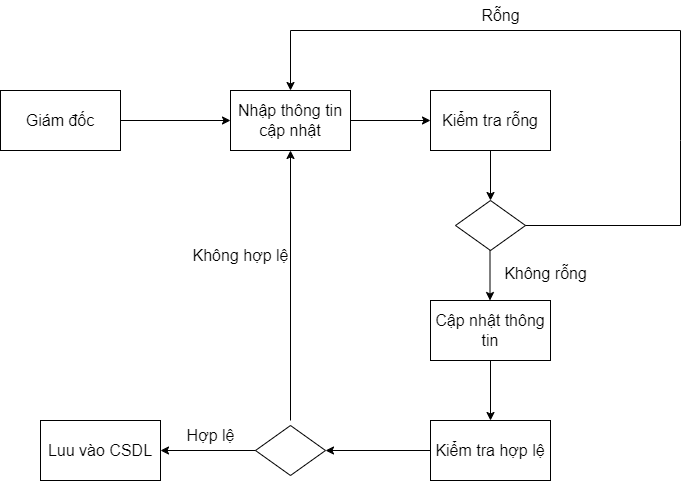 Rỗng
Giám đốc
Nhập thông tin
cập nhật
Kiểm tra rỗng
Không hợp lệ
Không rỗng
Cập nhật thông
tin
Luu vào CSDL
Hợp lệ
Kiểm tra hợp lệ